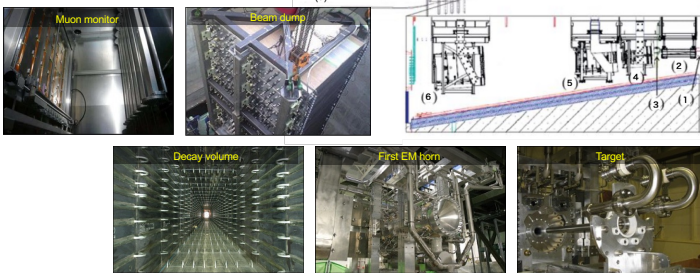 Muon monitor
Beam dump
(2)
(5)
4
(6)
(3)
(1)
Decay volume
First EM horn
Target